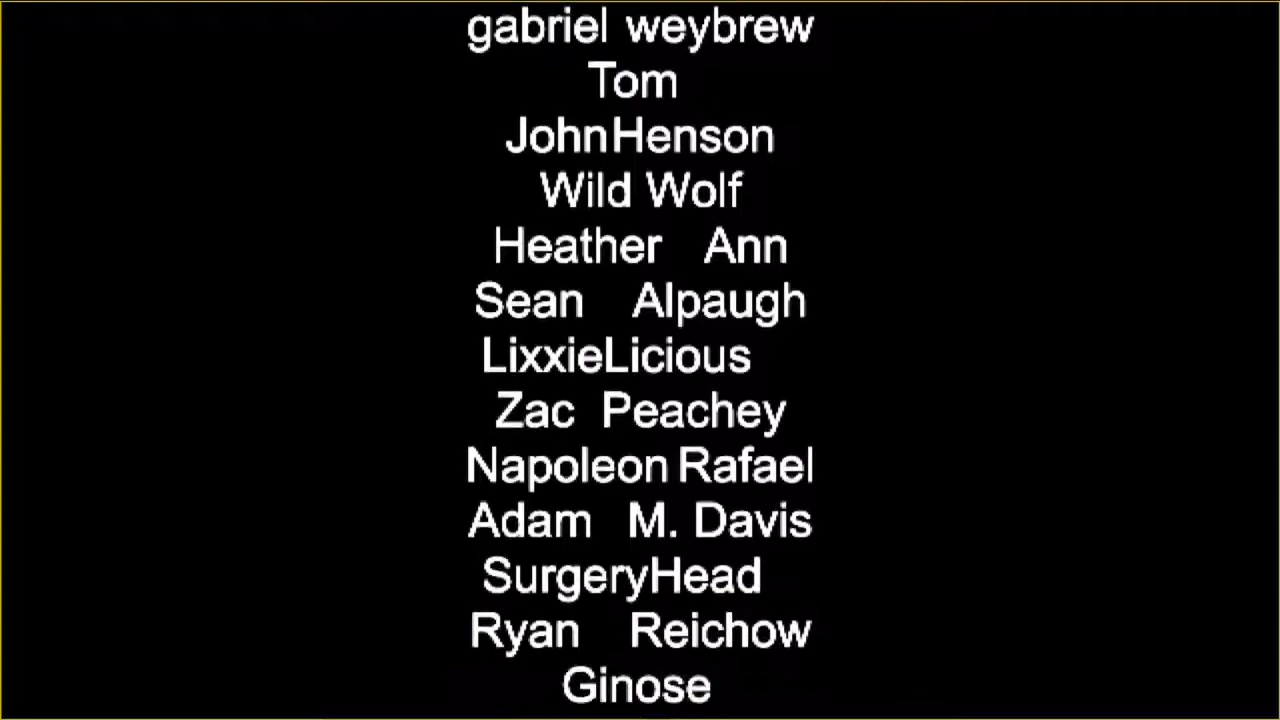 gabriel weybrew
Tom
JohnHenson
Wild Wolf
Heather Ann
Sean Alpaugh
LixxieLicious
Zac Peachey
Napoleon Rafael
Adam M. Davis
SurgeryHead
Ryan Reichow
Ginose